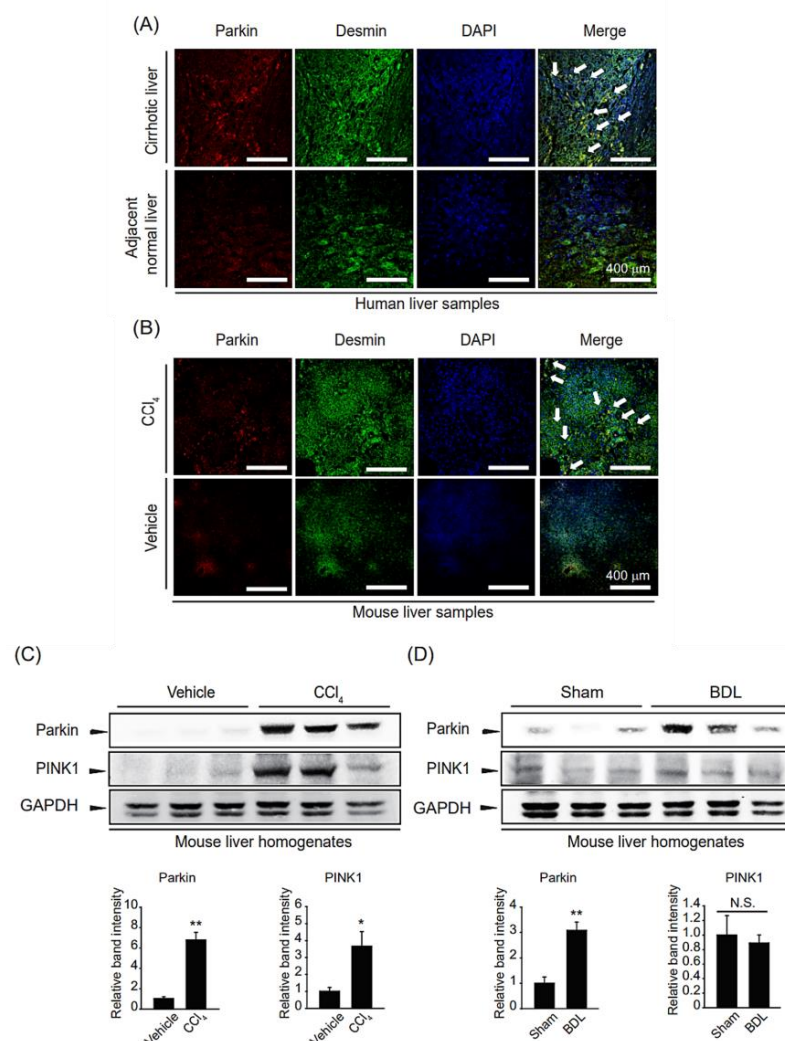 (A)
Parkin Desmin DAPI Merge
Cirrhotic liver
Adjacent
normal liver
400 μm
Human liver samples
(B)
Parkin Desmin DAPI Merge
CCl₄
Vehicle
400 μm
Mouse liver samples
(C)
Vehicle CCl₄
Parkin
PINK1
GAPDH
Mouse liver homogenates
Parkin
Relative band intensity
10
8
6
4
2
0
**
Vehicle
CCl₄
PINK1
Relative band intensity
6
5
4
3
2
1
0
*
Vehicle
CCl₄
(D)
Sham BDL
Parkin
PINK1
GAPDH
Mouse liver homogenates
Parkin
Relative band intensity
4
3
2
1
0
**
Sham
BDL
PINK1
Relative band intensity
1.4
1.2
1.0
0.8
0.6
0.4
0.2
0
N.S.
Sham
BDL